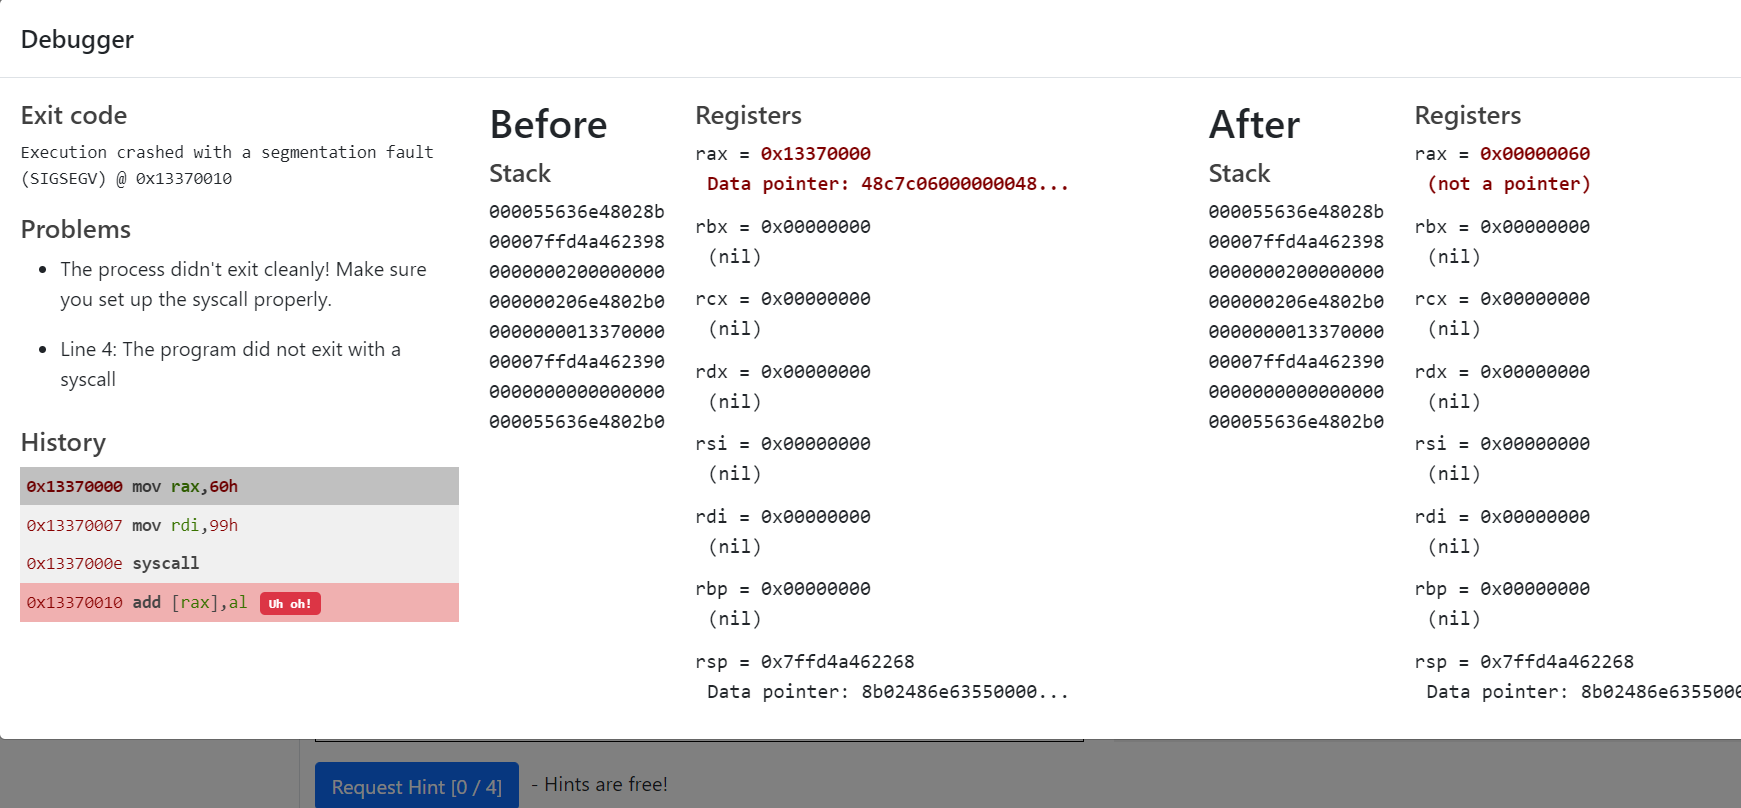 Debugger
Exit code
Execution crashed with a segmentation fault
(SIGSEGV) @ 0x13370010
Problems
• The process didn't exit cleanly! Make sure
you set up the syscall properly.
• Line 4: The program did not exit with a
syscall
History
0x13370000 mov rax,60h
0x13370007 mov rdi,99h
0x1337000e syscall
0x13370010 add [rax],al Uh oh!
Before
Stack
000055636e48028b
00007ffd4a462398
0000000200000000
000000206e4802b0
0000000013370000
00007ffd4a462390
0000000000000000
000055636e4802b0
Registers
rax = 0x13370000
Data pointer: 48c7c06000000048...
rbx = 0x00000000
(nil)
rcx = 0x00000000
(nil)
rdx = 0x00000000
(nil)
rsi = 0x00000000
(nil)
rdi = 0x00000000
(nil)
rbp = 0x00000000
(nil)
rsp = 0x7ffd4a462268
Data pointer: 8b02486e63550000...
After
Stack
000055636e48028b
00007ffd4a462398
0000000200000000
000000206e4802b0
0000000013370000
00007ffd4a462390
0000000000000000
000055636e4802b0
Registers
rax = 0x00000060
(not a pointer)
rbx = 0x00000000
(nil)
rcx = 0x00000000
(nil)
rdx = 0x00000000
(nil)
rsi = 0x00000000
(nil)
rdi = 0x00000000
(nil)
rbp = 0x00000000
(nil)
rsp = 0x7ffd4a462268
Data pointer: 8b02486e6355000
Request Hint [0 / 4] - Hints are free!